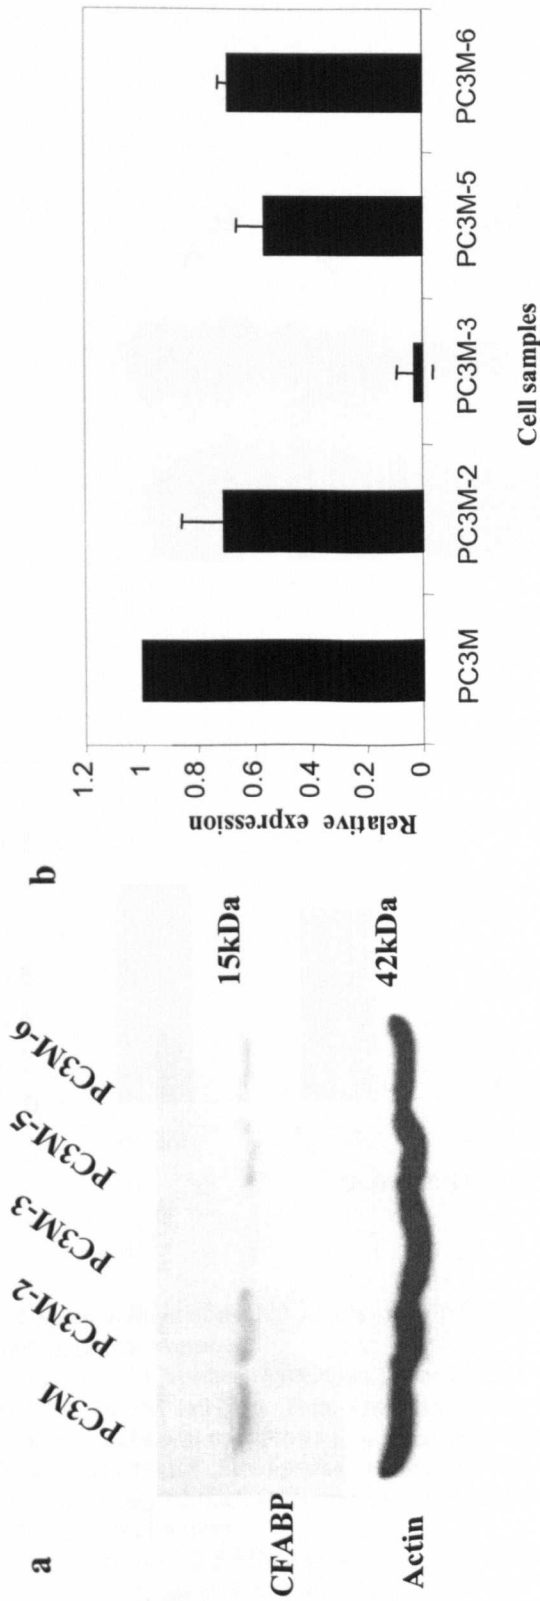 a
PC3M
PC3M-2
PC3M-3
PC3M-5
PC3M-6
CFABP
15kDa
Actin
42kDa
b
Relative expression
1.2
1
0.8
0.6
0.4
0.2
0
PC3M
PC3M-2
PC3M-3
PC3M-5
PC3M-6
Cell samples